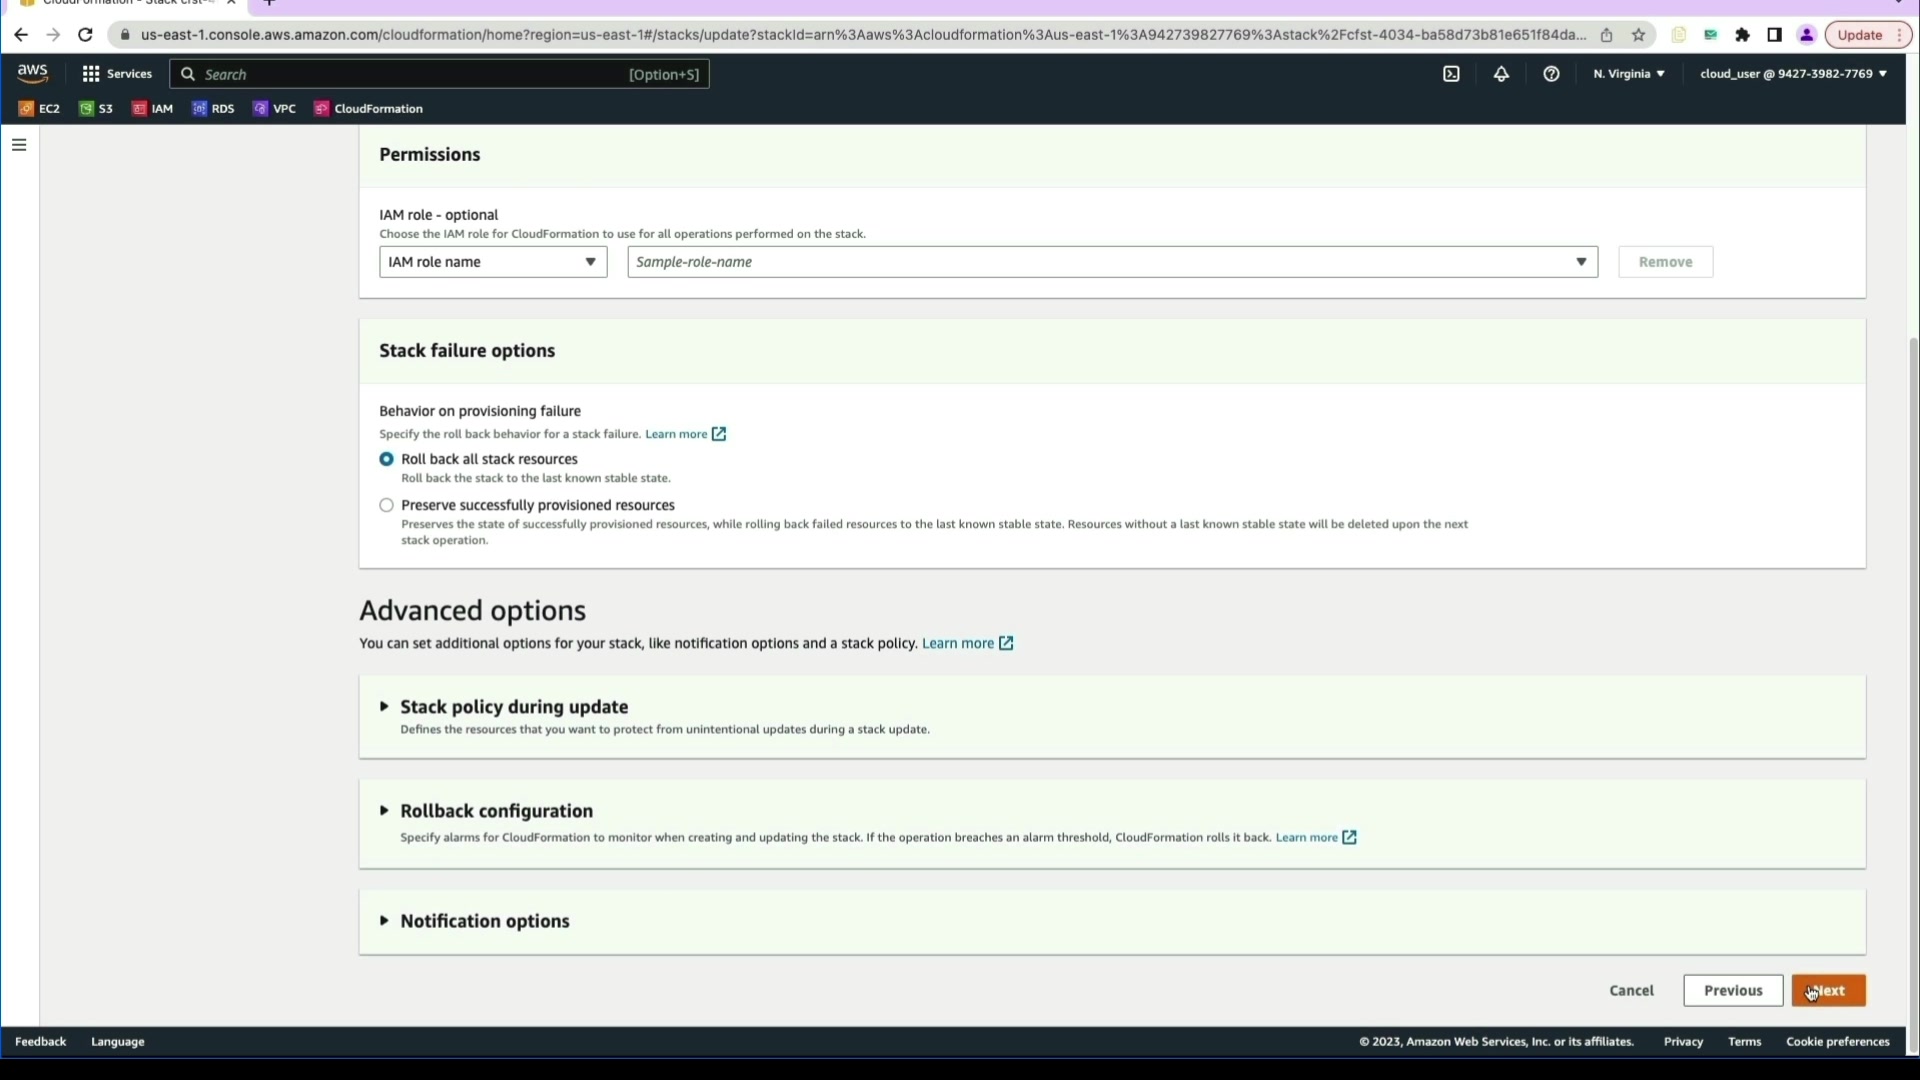 CloudFormation - Stack cfst-4
us-east-1.console.aws.amazon.com/cloudformation/home?region=us-east-1#/stacks/update?stackId=arn%3Aaws%3Acloudformation%3Aus-east-1%3A942739827769%3Astack%2Fcfst-4034-ba58d73b81e651f84da...
Update
aws
Services
Search
[Option+S]
N. Virginia
cloud_user @ 9427-3982-7769
EC2
S3
IAM
RDS
VPC
CloudFormation
Permissions
IAM role - optional
Choose the IAM role for CloudFormation to use for all operations performed on the stack.
IAM role name
Sample-role-name
Remove
Stack failure options
Behavior on provisioning failure
Specify the roll back behavior for a stack failure. Learn more
Roll back all stack resources
Roll back the stack to the last known stable state.
Preserve successfully provisioned resources
Preserves the state of successfully provisioned resources, while rolling back failed resources to the last known stable state. Resources without a last known stable state will be deleted upon the next
stack operation.
Advanced options
You can set additional options for your stack, like notification options and a stack policy. Learn more
Stack policy during update
Defines the resources that you want to protect from unintentional updates during a stack update.
Rollback configuration
Specify alarms for CloudFormation to monitor when creating and updating the stack. If the operation breaches an alarm threshold, CloudFormation rolls it back. Learn more
Notification options
Cancel
Previous
Next
Feedback
Language
© 2023, Amazon Web Services, Inc. or its affiliates.
Privacy
Terms
Cookie preferences